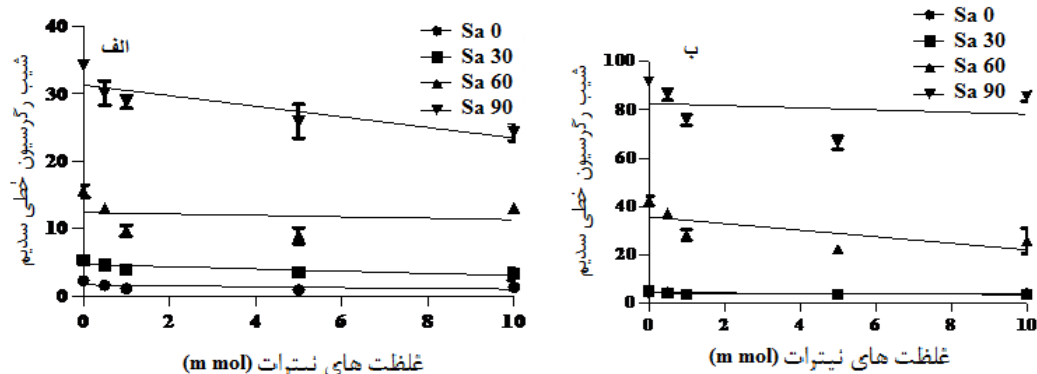 الف
Sa 0
Sa 30
Sa 60
Sa 90
40
30
20
10
0
شیب رگرسیون خطی سدیم
0 2 4 6 8 10
غلظت های نیترات (m mol)
ب
Sa 0
Sa 30
Sa 60
Sa 90
100
80
60
40
20
0
شیب رگرسیون خطی سدیم
0 2 4 6 8 10
غلظت های نیترات (m mol)